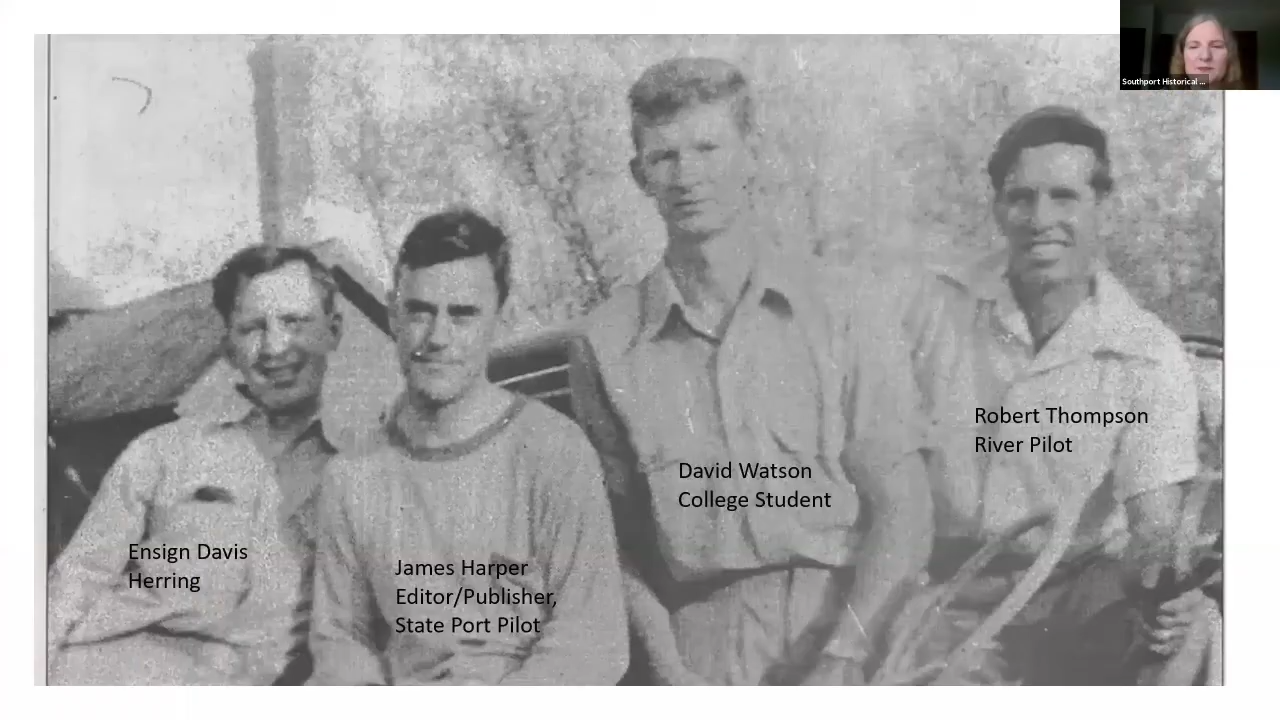 Southport Historical ...
Robert Thompson
River Pilot
David Watson
College Student
Ensign Davis
Herring
James Harper
Editor/Publisher,
State Port Pilot